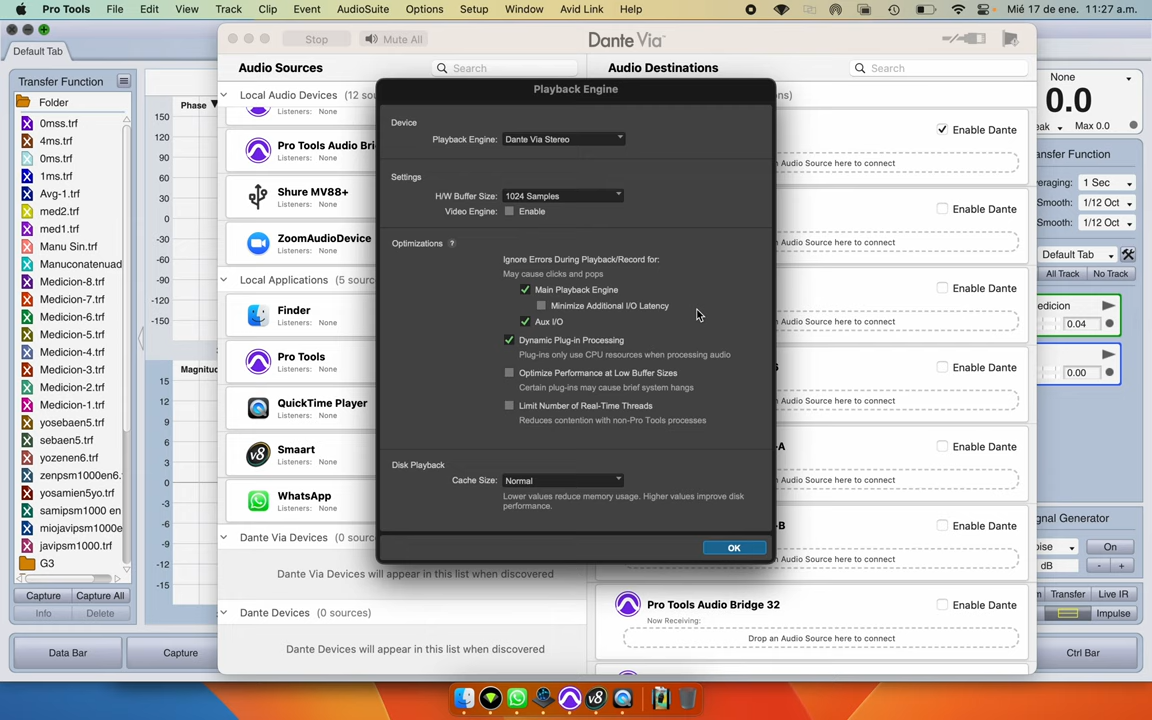 Pro Tools File Edit View Track Clip Event AudioSuite Options Setup Window Avid Link Help Mié 17 de ene. 11:27 a.m.
Default Tab
Transfer Function
Folder
0mss.trf
4ms.trf
0ms.trf
1ms.trf
Avg-1.trf
med2.trf
med1.trf
Manu Sin.trf
Manuconatenuad
Medicion-8.trf
Medicion-7.trf
Medicion-6.trf
Medicion-5.trf
Medicion-4.trf
Medicion-3.trf
Medicion-2.trf
Medicion-1.trf
yosebaen5.trf
sebaen5.trf
yozenen6.trf
zenpsm1000en6.
yosamien5yo.trf
samipsm1000 en
miojavipsm1000e
javipsm1000.trf
G3
Capture Capture All
Info Delete
Data Bar
Capture
Phase
150
120
90
60
30
0
-30
-60
-90
-120
-150
Magnitud
15
12
9
6
3
0
-3
-6
-9
-12
-15
Stop Mute All
Dante Via
Audio Sources
Search
Local Audio Devices (12 sou
Listeners: None
Pro Tools Audio Bri
Listeners: None
Shure MV88+
Listeners: None
ZoomAudioDevice
Listeners: None
Local Applications (5 source
Finder
Listeners: None
Pro Tools
Listeners: None
QuickTime Player
Listeners: None
Smaart
Listeners: None
WhatsApp
Listeners: None
Dante Via Devices (0 sourc
Dante Via Devices will appear in this list when discovered
Dante Devices (0 sources)
Dante Devices will appear in this list when discovered
Audio Destinations
Search
ns)
Enable Dante
Audio Source here to connect
Enable Dante
Audio Source here to connect
Enable Dante
Audio Source here to connect
Enable Dante
Audio Source here to connect
-A
Enable Dante
Audio Source here to connect
-B
Enable Dante
Audio Source here to connect
Pro Tools Audio Bridge 32
Enable Dante
Now Receiving:
Drop an Audio Source here to connect
Playback Engine
Device
Playback Engine: Dante Via Stereo
Settings
H/W Buffer Size: 1024 Samples
Video Engine: Enable
Optimizations ?
Ignore Errors During Playback/Record for:
May cause clicks and pops
Main Playback Engine
Minimize Additional I/O Latency
Aux I/O
Dynamic Plug-in Processing
Plug-ins only use CPU resources when processing audio
Optimize Performance at Low Buffer Sizes
Certain plug-ins may cause brief system hangs
Limit Number of Real-Time Threads
Reduces contention with non-Pro Tools processes
Disk Playback
Cache Size: Normal
Lower values reduce memory usage. Higher values improve disk
performance.
OK
None
0.0
eak Max 0.0
ansfer Function
eraging: 1 Sec
Smooth: 1/12 Oct
Smooth: 1/12 Oct
Default Tab
All Track No Track
edicion
0.04
0.00
gnal Generator
oise On
dB - +
m Transfer Live IR
Impulse
Ctrl Bar